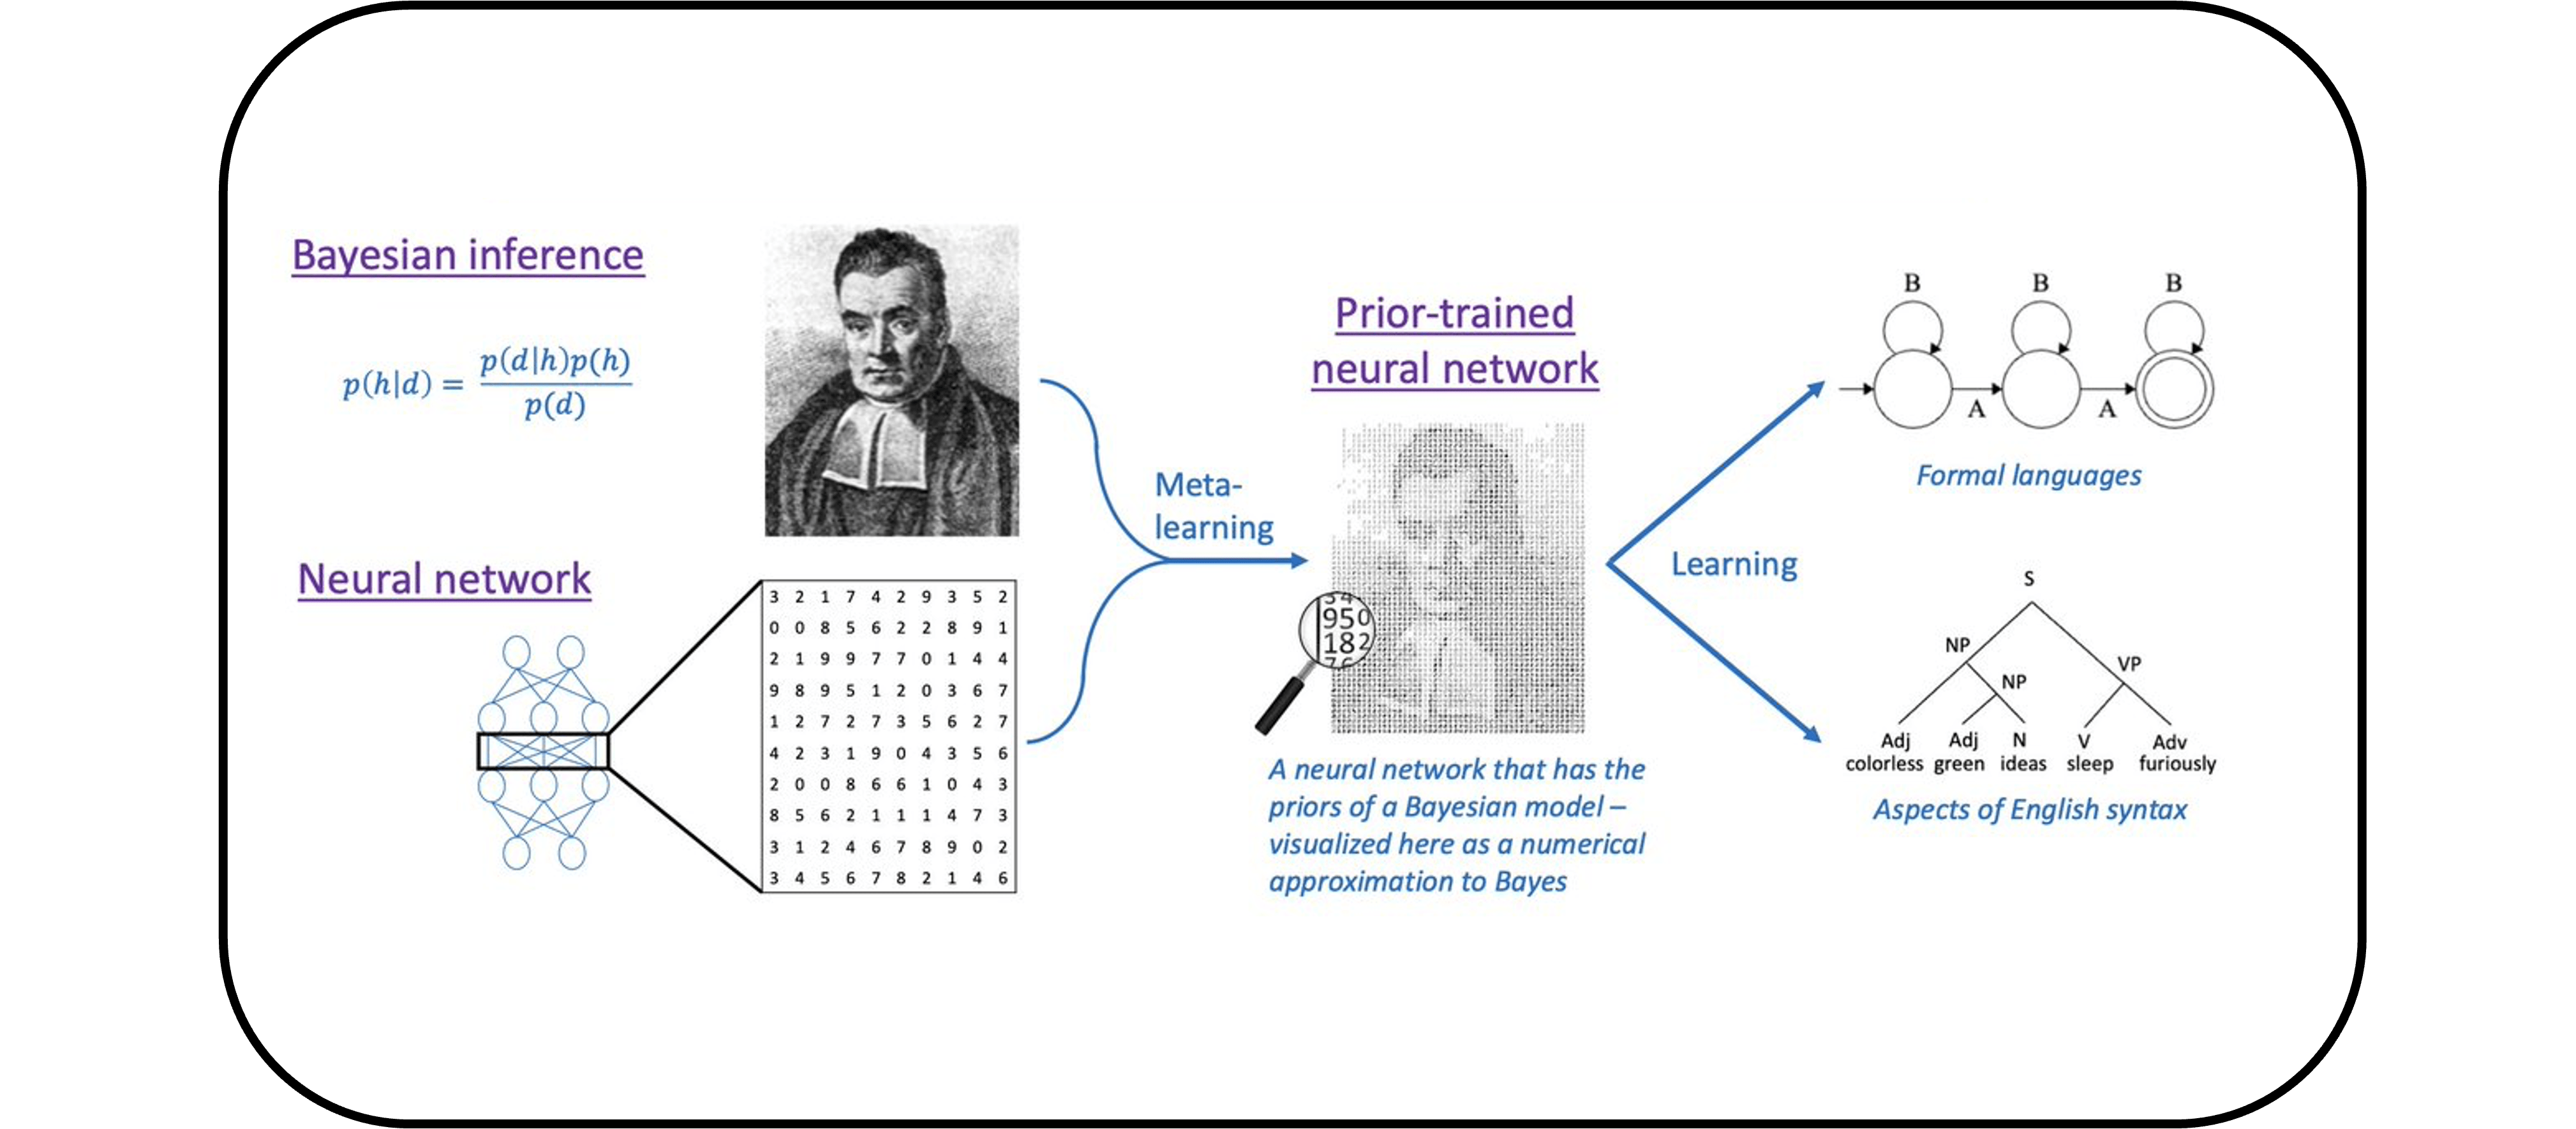 Bayesian inference
p(h|d) = p(d|h)p(h)
p(d)
Neural network
3 2 1 7 4 2 9 3 5 2
0 0 8 5 6 2 2 8 9 1
2 1 9 9 7 7 0 1 4 4
9 8 9 5 1 2 0 3 6 7
1 2 7 2 7 3 5 6 2 7
4 2 3 1 9 0 4 3 5 6
2 0 0 8 6 6 1 0 4 3
8 5 6 2 1 1 1 4 7 3
3 1 2 4 6 7 8 9 0 2
3 4 5 6 7 8 2 1 4 6
Meta-
learning
Prior-trained
neural network
950
182
A neural network that has the
priors of a Bayesian model –
visualized here as a numerical
approximation to Bayes
Learning
B B B
A A
Formal languages
S
NP
VP
NP
Adj Adj N V Adv
colorless green ideas sleep furiously
Aspects of English syntax